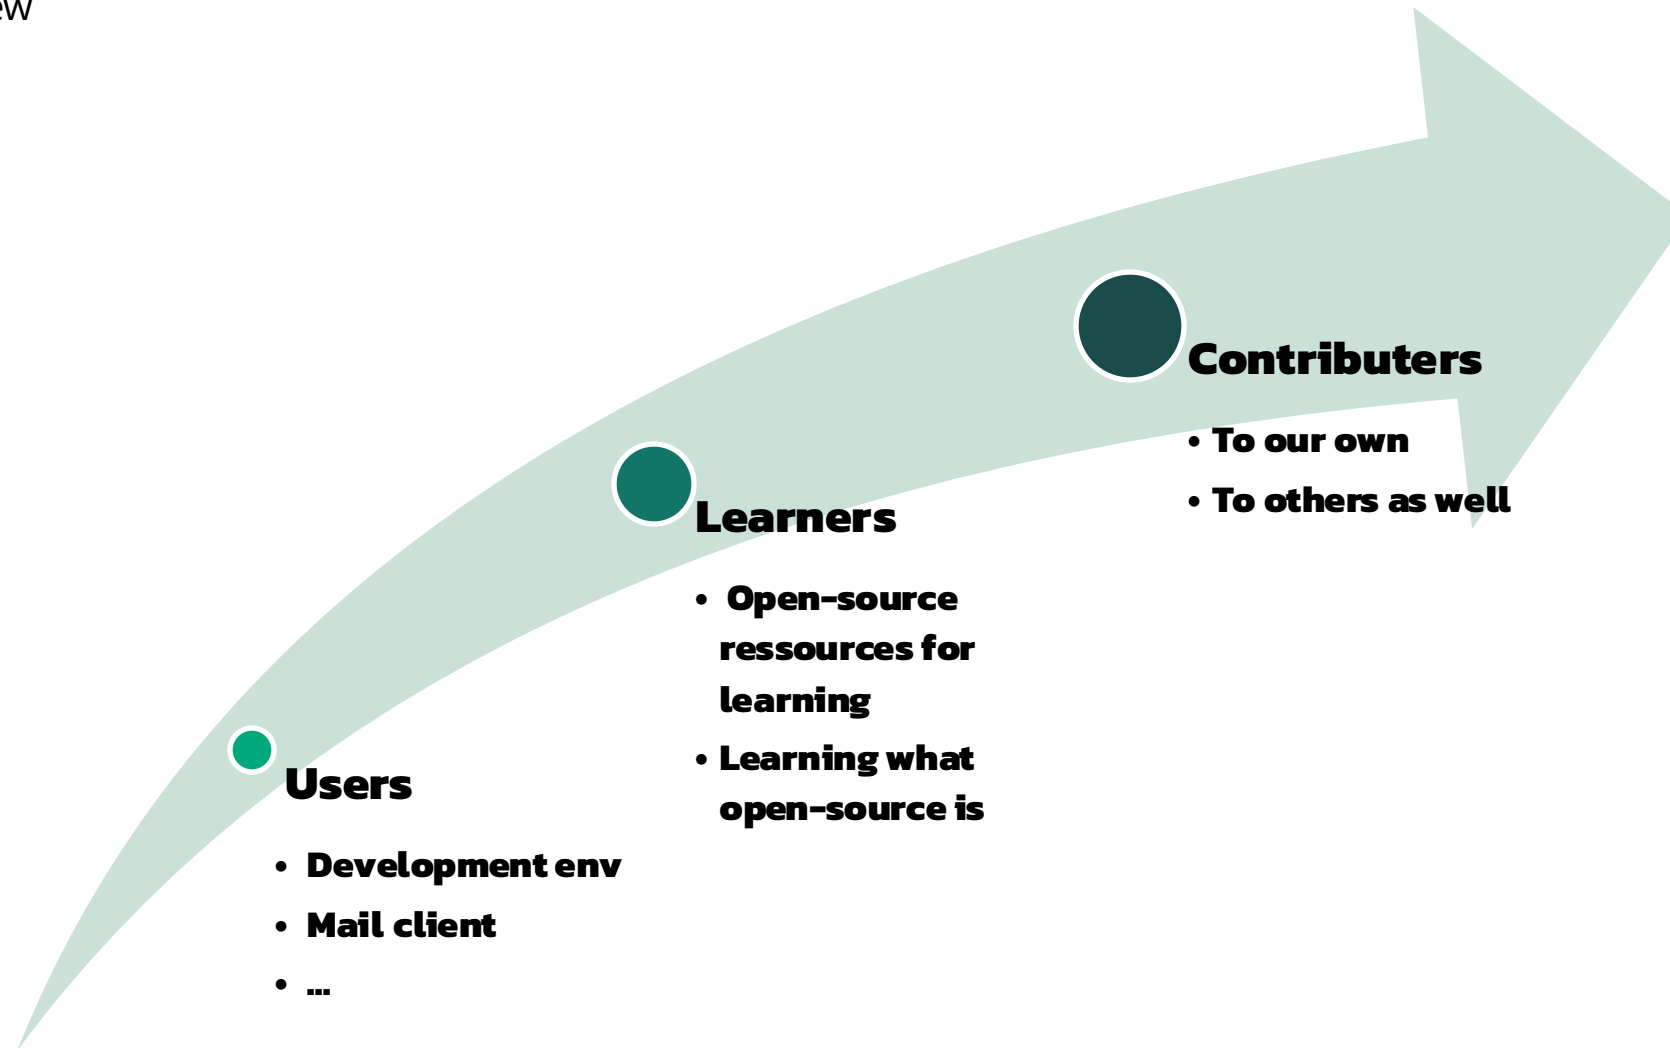 ew
Users
• Development env
• Mail client
• ...
Learners
• Open-source
ressources for
learning
• Learning what
open-source is
Contributers
• To our own
• To others as well